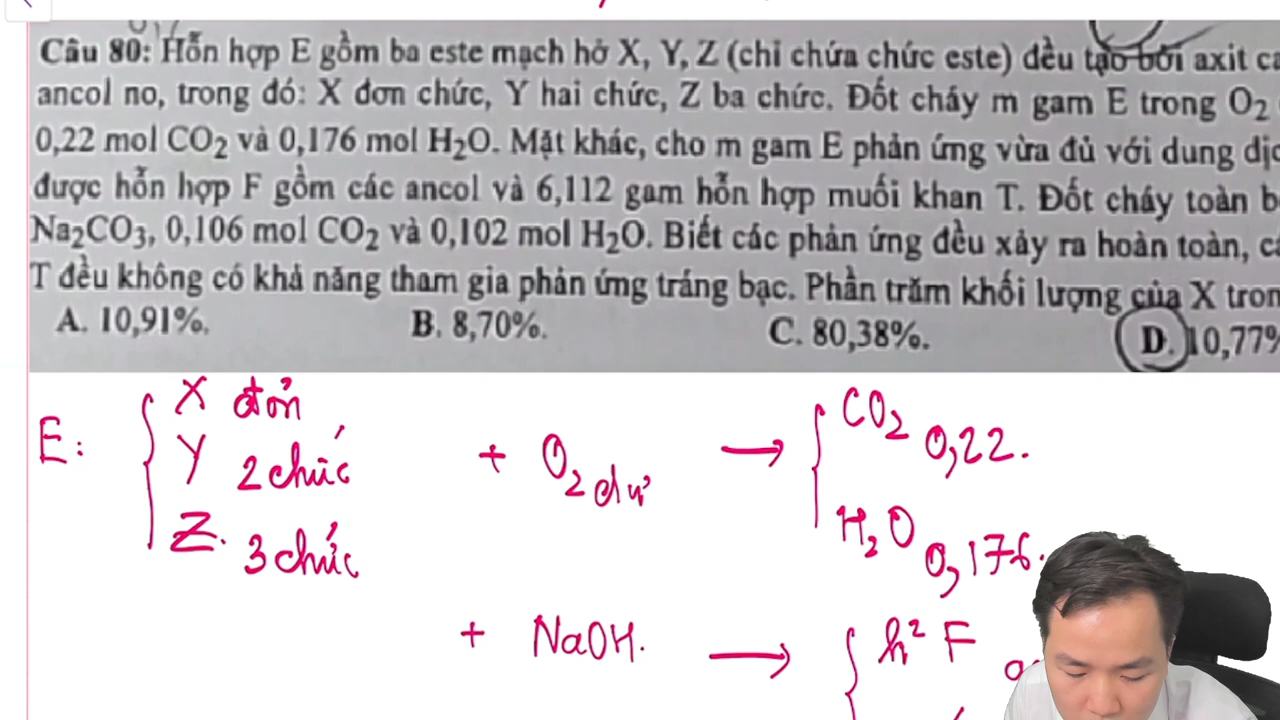 Câu 80: Hỗn hợp E gồm ba este mạch hở X, Y, Z (chỉ chứa chức este) đều tạo bởi axit
ancol no, trong đó: X đơn chức, Y hai chức, Z ba chức. Đốt cháy m gam E trong O2
0,22 mol CO2 và 0,176 mol H2O. Mặt khác, cho m gam E phản ứng vừa đủ với dung
được hỗn hợp F gồm các ancol và 6,112 gam hỗn hợp muối khan T. Đốt cháy toàn
Na2CO3, 0,106 mol CO2 và 0,102 mol H2O. Biết các phản ứng đều xảy ra hoàn toàn,
T đều không có khả năng tham gia phản ứng tráng bạc. Phần trăm khối lượng của X
A. 10,91%. B. 8,70%. C. 80,38%. D. 10,77%
E: { X đơn
Y 2 chức
Z. 3 chức
+ O2 dư → { CO2 0,22.
H2O 0,176.
+ NaOH. → { h² F